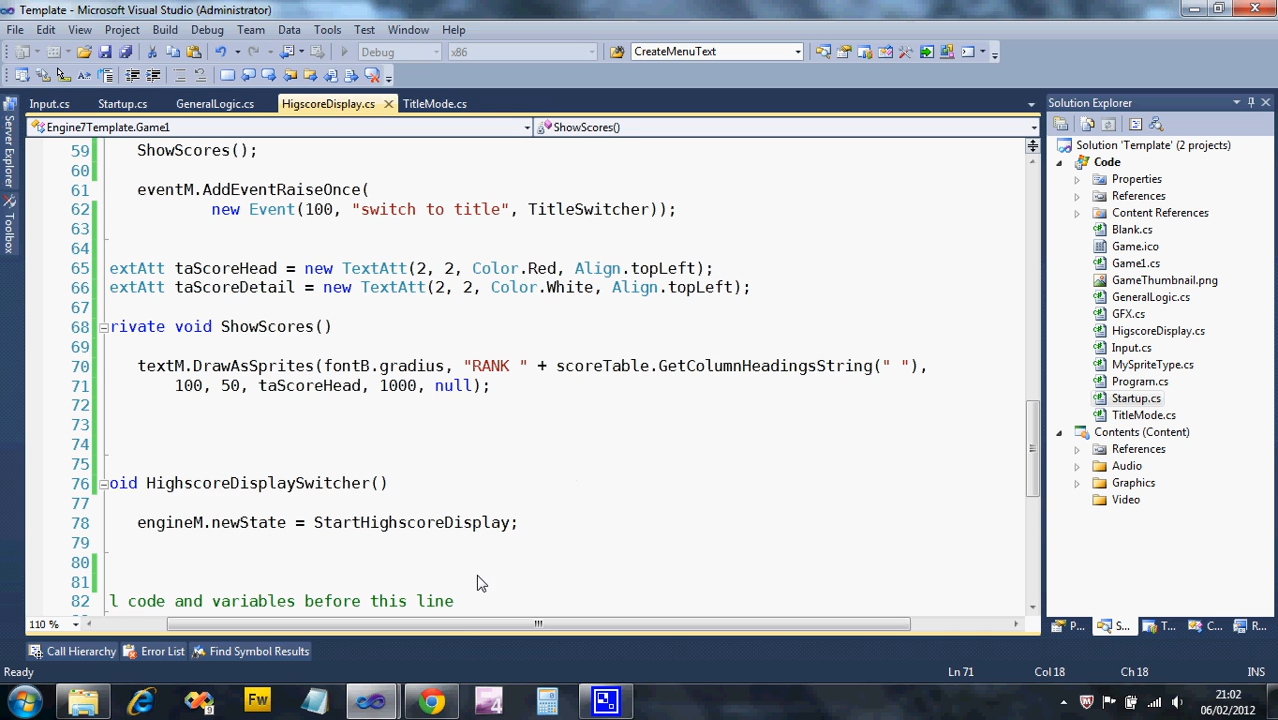 Template - Microsoft Visual Studio (Administrator)
File Edit View Project Build Debug Team Data Tools Test Window Help
Debug x86 CreateMenuText
Input.cs Startup.cs GeneralLogic.cs HigscoreDisplay.cs TitleMode.cs
Engine7Template.Game1 ShowScores()
Server Explorer
Toolbox
59 ShowScores();
60
61 eventM.AddEventRaiseOnce(
62 new Event(100, "switch to title", TitleSwitcher));
63
64
65 extAtt taScoreHead = new TextAtt(2, 2, Color.Red, Align.topLeft);
66 extAtt taScoreDetail = new TextAtt(2, 2, Color.White, Align.topLeft);
67
68 rivate void ShowScores()
69
70 textM.DrawAsSprites(fontB.gradius, "RANK " + scoreTable.GetColumnHeadingsString(" "),
71 100, 50, taScoreHead, 1000, null);
72
73
74
75
76 oid HighscoreDisplaySwitcher()
77
78 engineM.newState = StartHighscoreDisplay;
79
80
81
82 l code and variables before this line
110 %
Solution Explorer
Solution 'Template' (2 projects)
Code
Properties
References
Content References
Blank.cs
Game.ico
Game1.cs
GameThumbnail.png
GeneralLogic.cs
GFX.cs
HigscoreDisplay.cs
Input.cs
MySpriteType.cs
Program.cs
Startup.cs
TitleMode.cs
Contents (Content)
References
Audio
Graphics
Video
P... S... T... C... R...
Call Hierarchy Error List Find Symbol Results
Ready Ln 71 Col 18 Ch 18 INS
Fw 4
21:02
06/02/2012